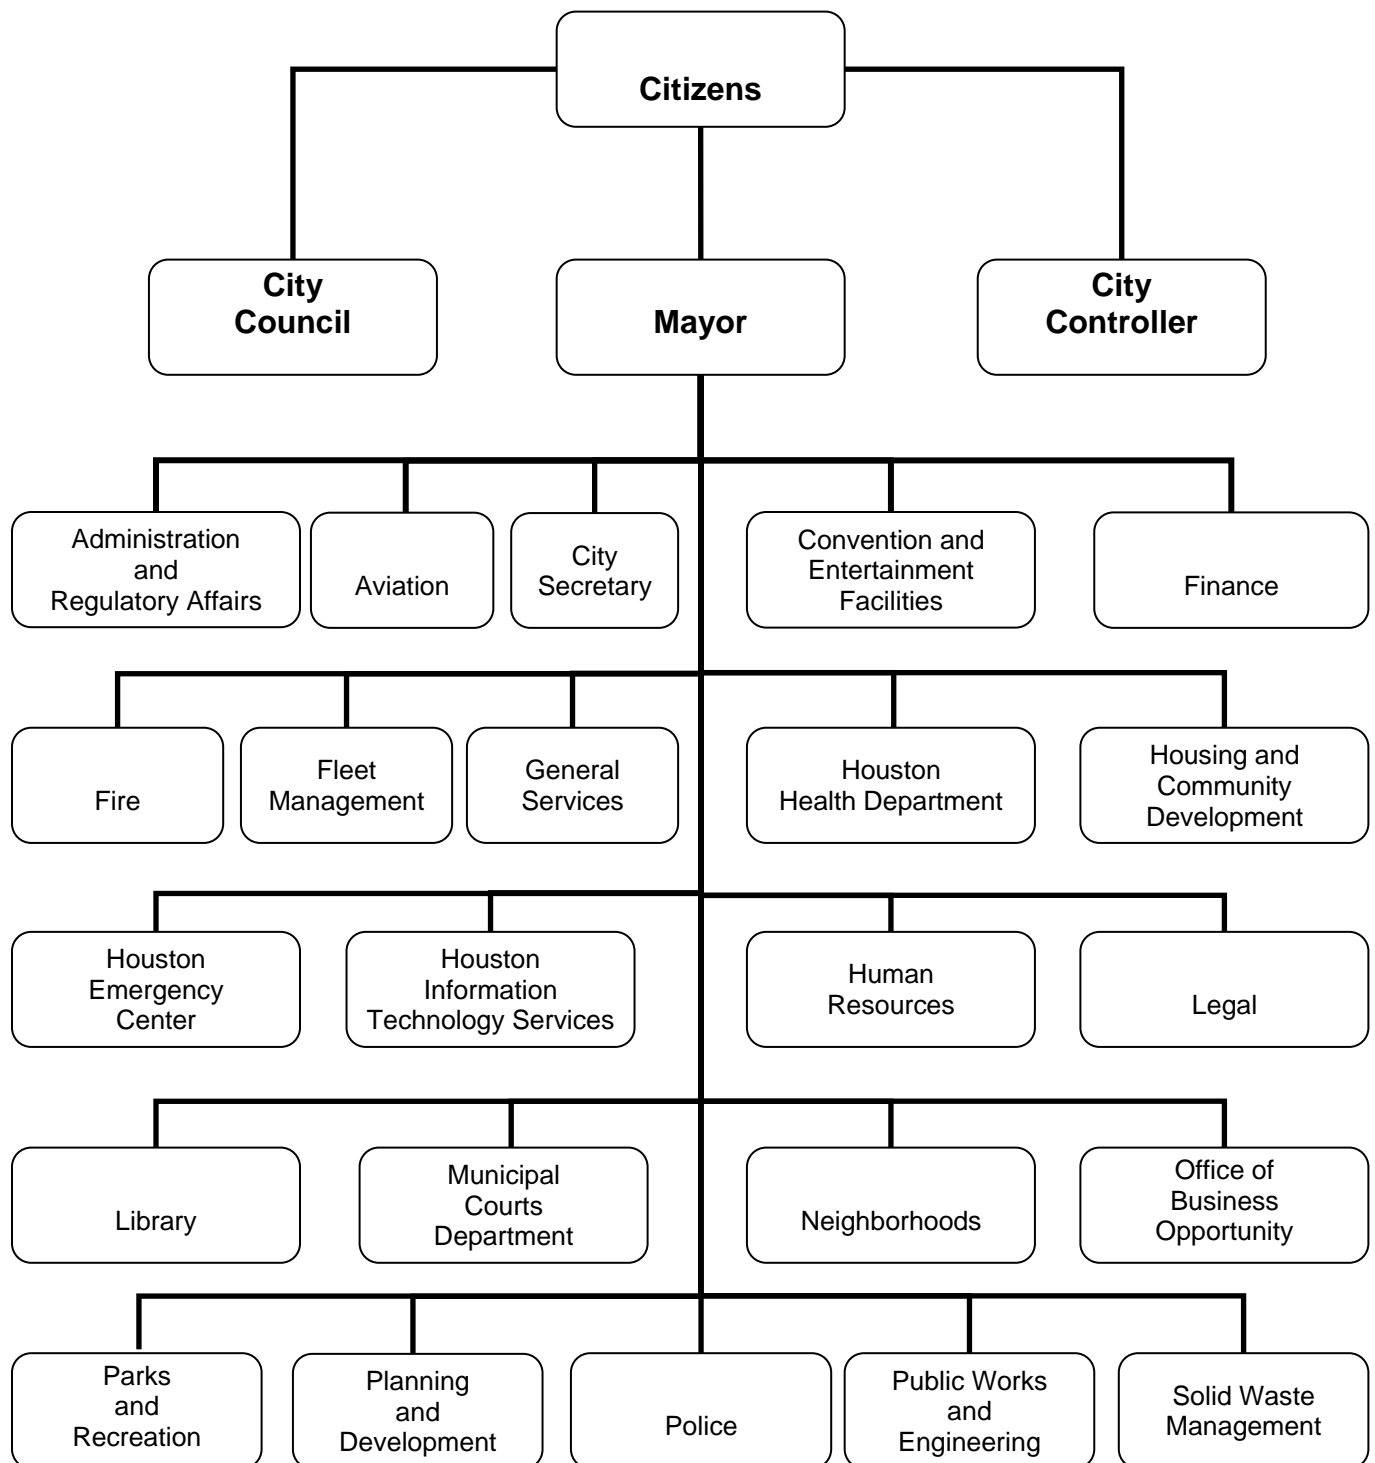 Citizens
City
Council
Mayor
City
Controller
Administration
and
Regulatory Affairs
Aviation
City
Secretary
Convention and
Entertainment
Facilities
Finance
Fire
Fleet
Management
General
Services
Houston
Health Department
Housing and
Community
Development
Houston
Emergency
Center
Houston
Information
Technology Services
Human
Resources
Legal
Library
Municipal
Courts
Department
Neighborhoods
Office of
Business
Opportunity
Parks
and
Recreation
Planning
and
Development
Police
Public Works
and
Engineering
Solid Waste
Management